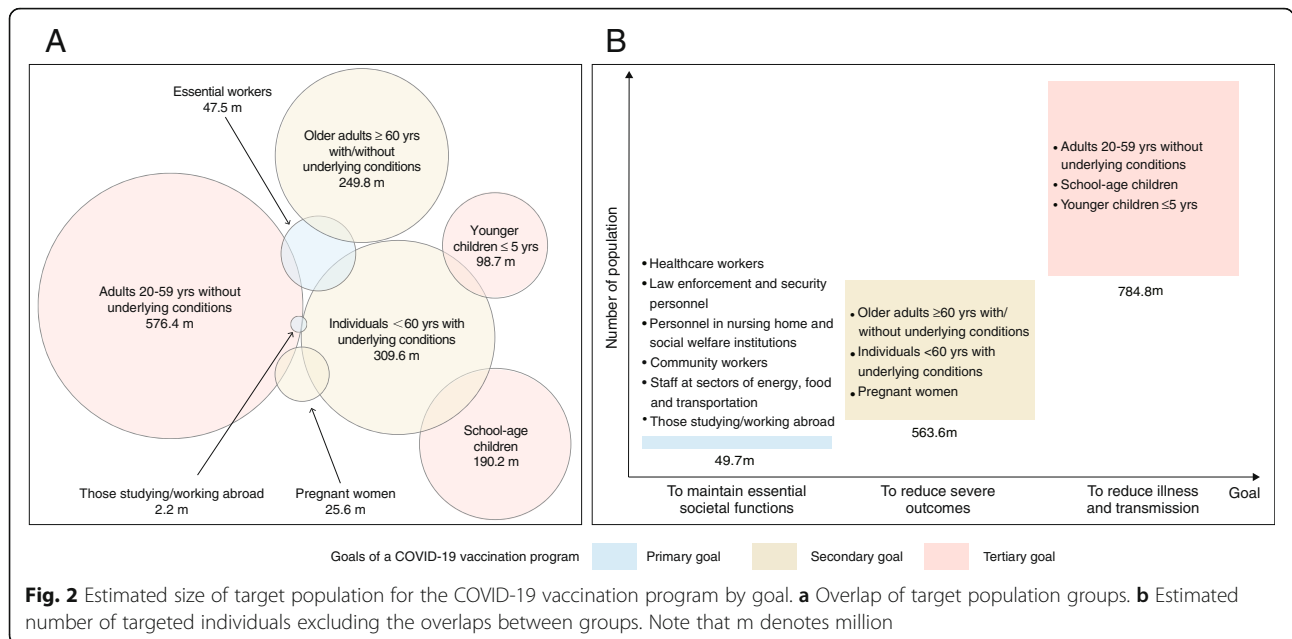 A
Essential workers
47.5 m
Older adults ≥ 60 yrs
with/without
underlying conditions
249.8 m
Younger
children ≤ 5 yrs
98.7 m
Adults 20-59 yrs without
underlying conditions
576.4 m
Individuals <60 yrs with
underlying conditions
309.6 m
School-age
children
190.2 m
Those studying/working abroad
2.2 m
Pregnant women
25.6 m
B
Number of population
• Healthcare workers
• Law enforcement and security
personnel
• Personnel in nursing home and
social welfare institutions
• Community workers
• Staff at sectors of energy, food
and transportation
• Those studying/working abroad
49.7m
• Older adults ≥60 yrs with/
without underlying conditions
• Individuals <60 yrs with
underlying conditions
• Pregnant women
563.6m
• Adults 20-59 yrs without
underlying conditions
• School-age children
• Younger children ≤5 yrs
784.8m
To maintain essential
societal functions
To reduce severe
outcomes
To reduce illness
and transmission
Goal
Goals of a COVID-19 vaccination program
Primary goal
Secondary goal
Tertiary goal
Fig. 2 Estimated size of target population for the COVID-19 vaccination program by goal. a Overlap of target population groups. b Estimated
number of targeted individuals excluding the overlaps between groups. Note that m denotes million